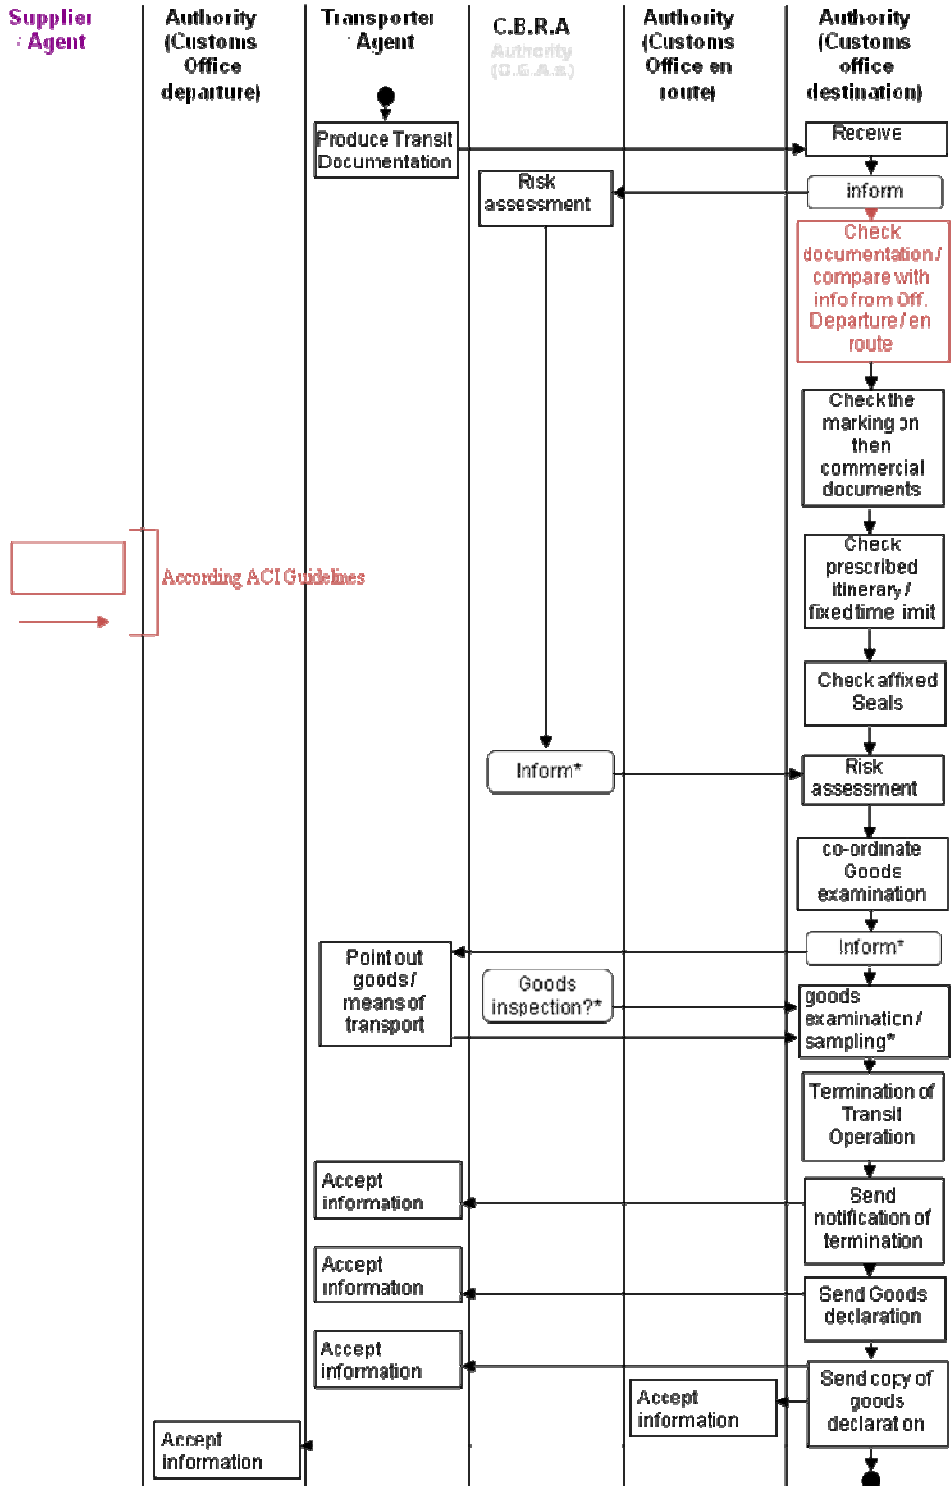 Supplier
: Agent
Authority
(Customs
Office
departure)
Transporter
Agent
C.B.R.A
Authority
(O.G.A.s)
Authority
(Customs
Office en
route)
Authority
(Customs
office
destination)
Produce Transit
Documentation
Receive
Risk
assessment
inform
Check
documentation/
compare with
info from Off.
Departure/en
route
Check the
marking on
then
commercial
documents
According ACI Guidelines
Check
prescribed
itinerary/
fixed time imit
Check affixed
Seals
Inform*
Risk
assessment
co-ordinate
Goods
examination
Inform*
Point out
goods/
means of
transport
Goods
inspection?*
goods
examination/
sampling*
Termination of
Transit
Operation
Accept
information
Send
notification of
termination
Accept
information
Send Goods
declaration
Accept
information
Accept
information
Send copy of
goods
declaration
Accept
information